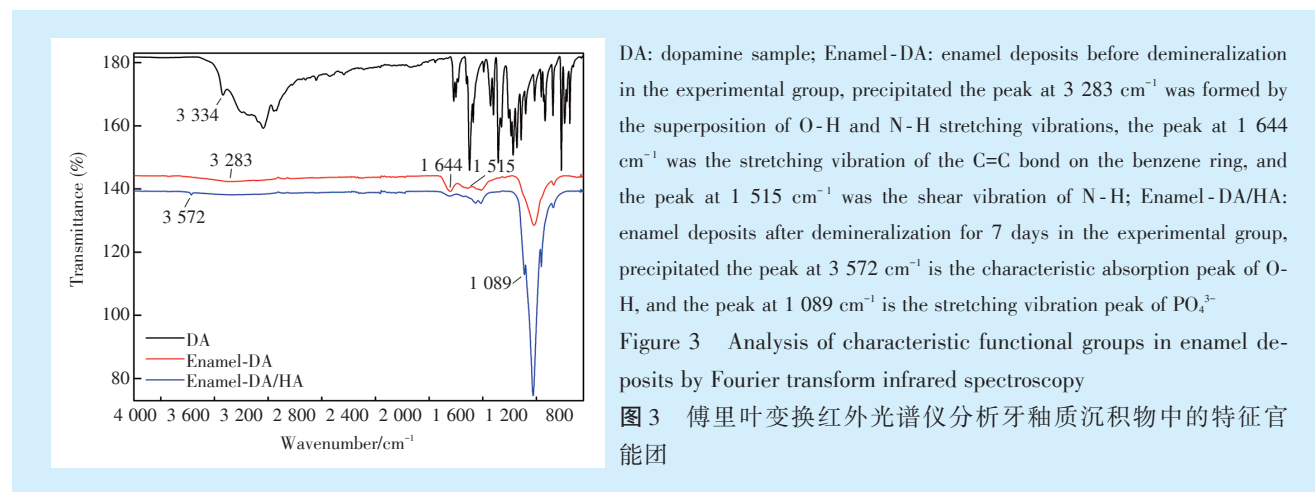 180
160
140
120
100
80
Transmittance (%)
3 334
3 283
1 644
1 515
3 572
1 089
DA
Enamel-DA
Enamel-DA/HA
4 000 3 600 3 200 2 800 2 400 2 000 1 600 1 200 800
Wavenumber/cm⁻¹
DA: dopamine sample; Enamel-DA: enamel deposits before demineralization
in the experimental group, precipitated the peak at 3 283 cm⁻¹ was formed by
the superposition of O-H and N-H stretching vibrations, the peak at 1 644
cm⁻¹ was the stretching vibration of the C=C bond on the benzene ring, and
the peak at 1 515 cm⁻¹ was the shear vibration of N-H; Enamel-DA/HA:
enamel deposits after demineralization for 7 days in the experimental group,
precipitated the peak at 3 572 cm⁻¹ is the characteristic absorption peak of O-
H, and the peak at 1 089 cm⁻¹ is the stretching vibration peak of PO₄³⁻
Figure 3 Analysis of characteristic functional groups in enamel de-
posits by Fourier transform infrared spectroscopy
图 3 傅里叶变换红外光谱仪分析牙釉质沉积物中的特征官
能团